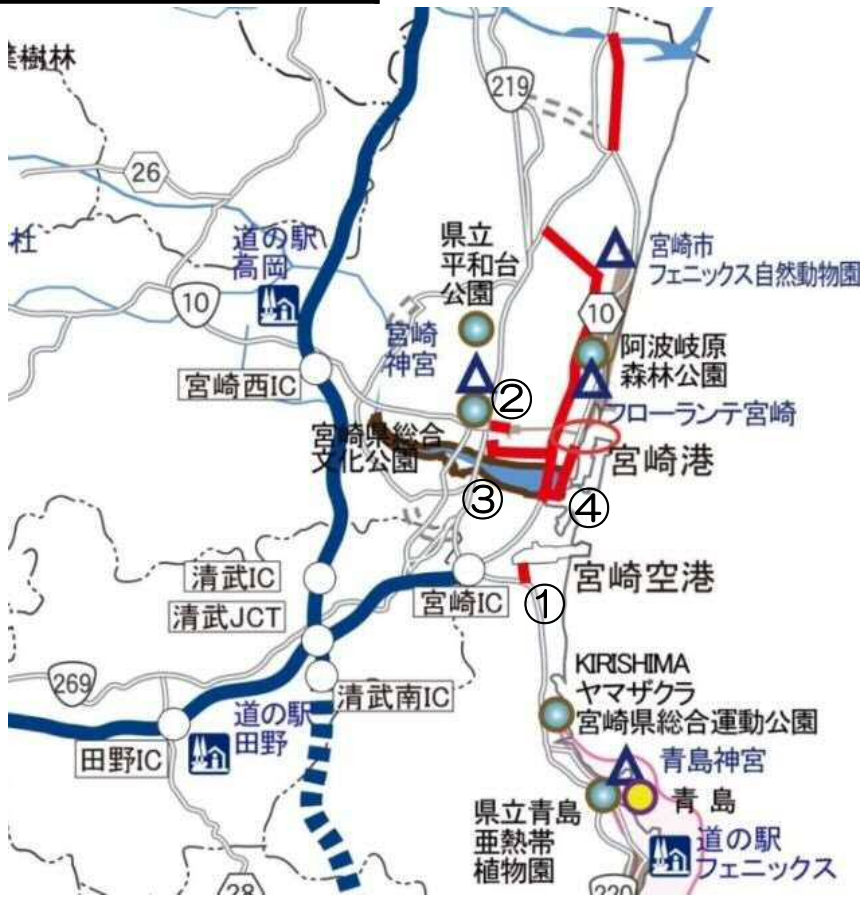 葉樹林
219
26
杜
道の駅
高岡
県立
平和台
公園
宮崎市
フェニックス自然動物園
10
10
宮崎
神宮
阿波岐原
森林公園
宮崎西IC
②
フローランテ宮崎
宮崎県総合
文化公園
宮崎港
③
④
清武IC
宮崎空港
宮崎IC
①
清武JCT
KIRISHIMA
ヤマザクラ
宮崎県総合運動公園
269
清武南IC
道の駅
田野
田野IC
青島神宮
青島
県立青島
亜熱帯
植物園
道の駅
フェニックス
28
220